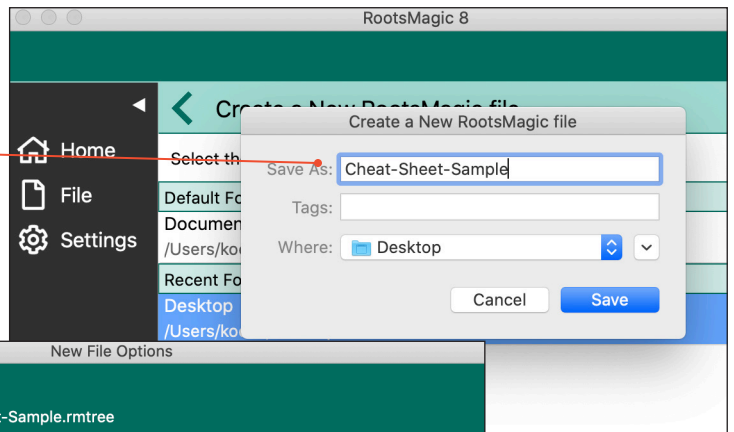 RootsMagic 8
Create a New RootsMagic file
Create a New RootsMagic file
Home
Select th
Save As: Cheat-Sheet-Sample
File
Default Fo
Tags:
Documen
/Users/ko
Where: Desktop
Settings
Recent Fo
Desktop
/Users/ko
Cancel Save
New File Options
-Sample.rmtree